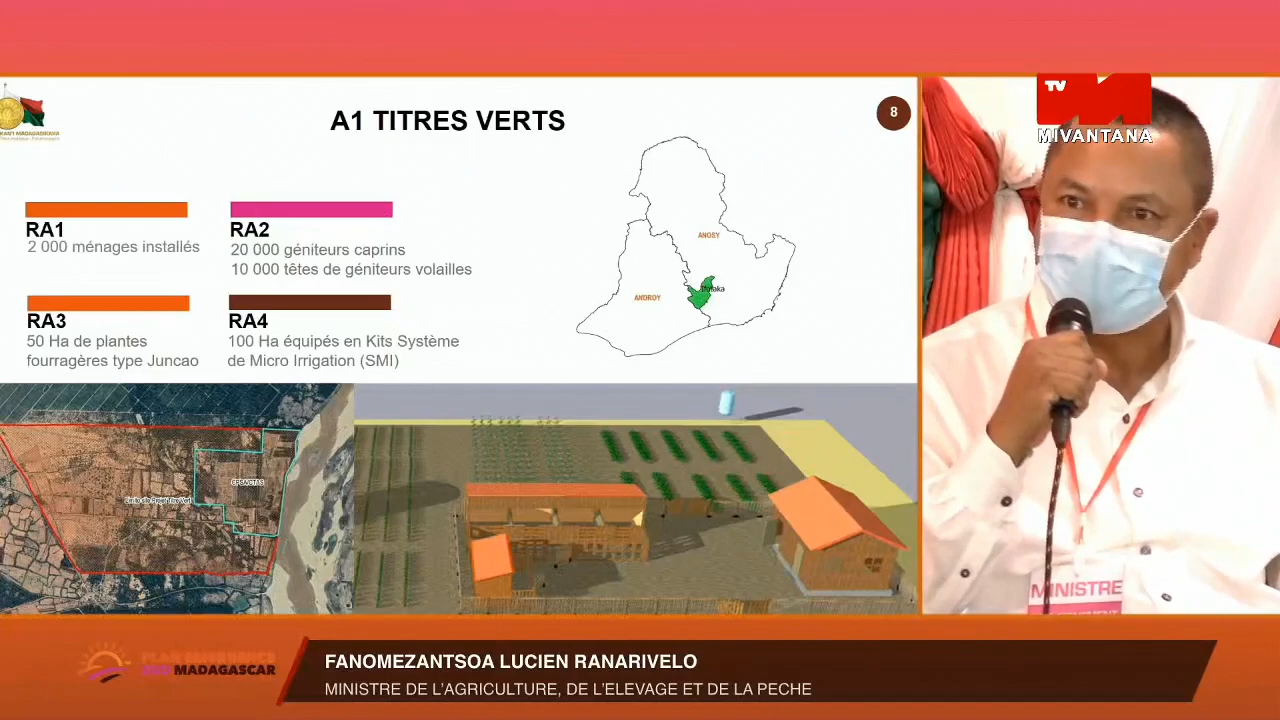 TV
MIVANTANA
A1 TITRES VERTS
8
RA1
2 000 ménages installés
RA2
20 000 géniteurs caprins
10 000 têtes de géniteurs volailles
RA3
50 Ha de plantes
fourragères type Juncao
RA4
100 Ha équipés en Kits Système
de Micro Irrigation (SMI)
ANOSY
ANDROY
MINISTRE
MADAGASCAR
FANOMEZANTSOA LUCIEN RANARIVELO
MINISTRE DE L'AGRICULTURE, DE L'ELEVAGE ET DE LA PECHE